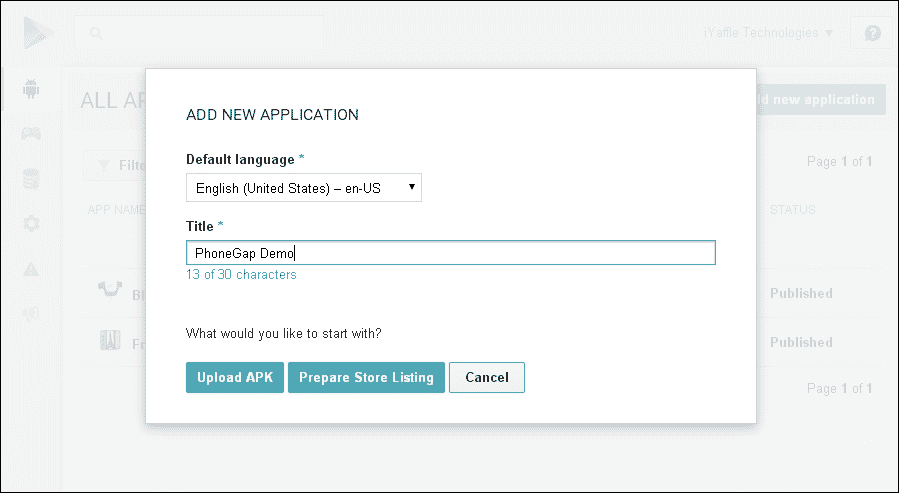 iYaffle Technologies
ALL AP
d new application
ADD NEW APPLICATION
Default language *
Filte
Page 1 of 1
English (United States) – en-US
APP NAME
STATUS
Title *
PhoneGap Demo
13 of 30 characters
Published
What would you like to start with?
Fr
Published
Upload APK
Prepare Store Listing
Cancel
Page 1 of 1